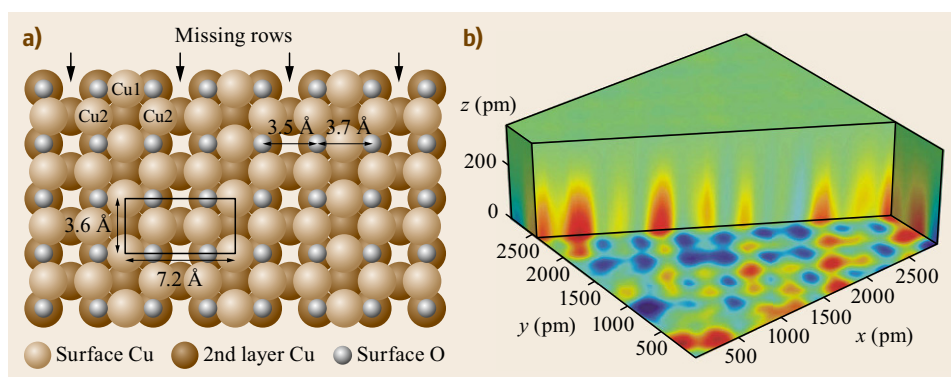 a)
Missing rows
Cu1
Cu2 Cu2
3.5 Å 3.7 Å
3.6 Å
7.2 Å
Surface Cu 2nd layer Cu Surface O
b)
z (pm)
200
0
2500
2000
1500
1000
500
y (pm)
500
1000
1500
2000
2500
x (pm)